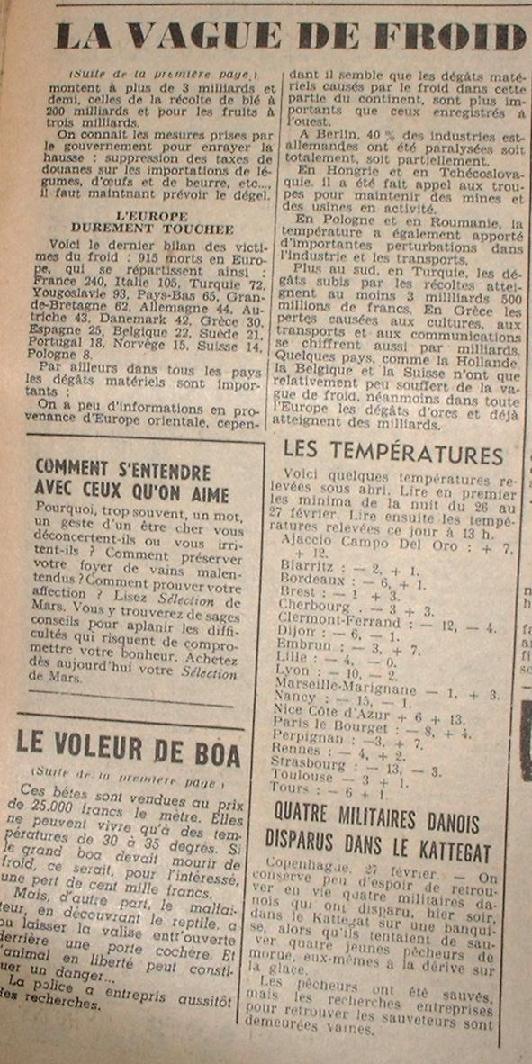 LA VAGUE DE FROID
(Suite de la première page.)
montent à plus de 3 milliards et
demi, celles de la récolte de blé à
200 milliards et pour les fruits à
trois milliards.
On connait les mesures prises par
le gouvernement pour enrayer la
hausse : suppression des taxes de
douanes sur les importations de lé-
gumes, d'œufs et de beurre, etc...,
il faut maintnant prévoir le dégel.
L'EUROPE
DUREMENT TOUCHEE
Voici le dernier bilan des victi-
mes du froid : 915 morts en Euro-
pe, qui se répartissent ainsi :
France 240, Italie 105, Turquie 72,
Yougoslavie 93, Pays-Bas 65, Gran-
de-Bretagne 62, Allemagne 44, Au-
triche 43, Danemark 42, Grèce 30,
Espagne 25, Belgique 22, Suède 21,
Portugal 18, Norvège 15, Suisse 14,
Pologne 8.
Par ailleurs dans tous les pays
les dégâts matériels sont impor-
tants :
On a peu d'informations en pro-
venance d'Europe orientale, cepen-
dant il semble que les dégâts maté-
riels causés par le froid dans cette
partie du continent, sont plus im-
portants que ceux enregistrés à
l'ouest.
A Berlin, 40 % des industries est-
allemandes ont été paralysées soit
totalement, soit partiellement.
En Hongrie et en Tchécoslova-
quie, il a été fait appel aux trou-
pes pour maintenir des mines et
des usines en activité.
En Pologne et en Roumanie, la
température a également apporté
d'importantes perturbations dans
l'industrie et les transports.
Plus au sud, en Turquie, les dé-
gâts subis par les récoltes attei-
gnent au moins 3 milliards 500
millions de francs. En Grèce les
pertes causées aux cultures, aux
transports et aux communications
se chiffrent aussi par milliards.
Quelques pays, comme la Hollande,
la Belgique et la Suisse n'ont que
relativement peu souffert de la va-
gue de froid, néanmoins dans toute
l'Europe les dégâts d'ores et déjà
atteignent des milliards.
COMMENT S'ENTENDRE
AVEC CEUX QU'ON AIME
Pourquoi, trop souvent, un mot,
un geste d'un être cher vous
déconcertent-ils ou vous irri-
tent-ils ? Comment préserver
votre foyer de vains malen-
tendus ? Comment prouver votre
affection ? Lisez Sélection de
Mars. Vous y trouverez de sages
conseils pour aplanir les diffi-
cultés qui risquent de compro-
mettre votre bonheur. Achetez
dès aujourd'hui votre Sélection
de Mars.
LE VOLEUR DE BOA
(Suite de la première page)
Ces bêtes sont vendues au prix
de 25.000 francs le mètre. Elles
ne peuvent vivre qu'à des tem-
pératures de 30 à 35 degrés. Si
le grand boa devait mourir de
froid, ce serait, pour l'intéressé,
une pert de cent mille francs.
Mais, d'autre part, le malfai-
teur, en découvrant le reptile, a
pu laisser la valise entr'ouverte
derrière une porte cochère. Et
l'animal en liberté peut consti-
tuer un danger...
La police a entrepris aussitôt
des recherches.
LES TEMPÉRATURES
Voici quelques températures re-
levées sous abri. Lire en premier
les minima de la nuit du 26 au
27 février. Lire ensuite les tempé-
ratures relevées ce jour à 13 h.
Ajaccio Campo Del Oro : + 7,
+ 12.
Biarritz : — 2, + 1.
Bordeaux : — 6, + 1.
Brest : — 1 + 3.
Cherbourg . — 3 + 3.
Clermont-Ferrand : — 12, — 4.
Dijon : — 6, — 1.
Embrun : — 3, + 7.
Lille : — 4, — 0.
Lyon : — 10, — 2.
Marseille-Marignane — 1, + 3.
Nancy : — 15, — 1.
Nice Côte d'Azur + 6 + 13.
Paris le Bourget : — 8, + 4.
Perpignan : —3, + 7.
Rennes : — 4, + 2.
Strasbourg : — 13, — 3.
Toulouse — 3 + 1.
Tours : — 6 + 1.
QUATRE MILITAIRES DANOIS
DISPARUS DANS LE KATTEGAT
Copenhague, 27 février. — On
conserve peu d'espoir de retrou-
ver en vie quatre militaires da-
nois qui ont disparu, hier soir,
dans le Kattegat sur une banqui-
se, alors qu'ils tentaient de sau-
ver quatre jeunes pêcheurs de
morue, eux-mêmes à la dérive sur
la glace.
Les pêcheurs ont été sauvés,
mais les recherches entreprises
pour retrouver les sauveteurs sont
demeurées vaines.